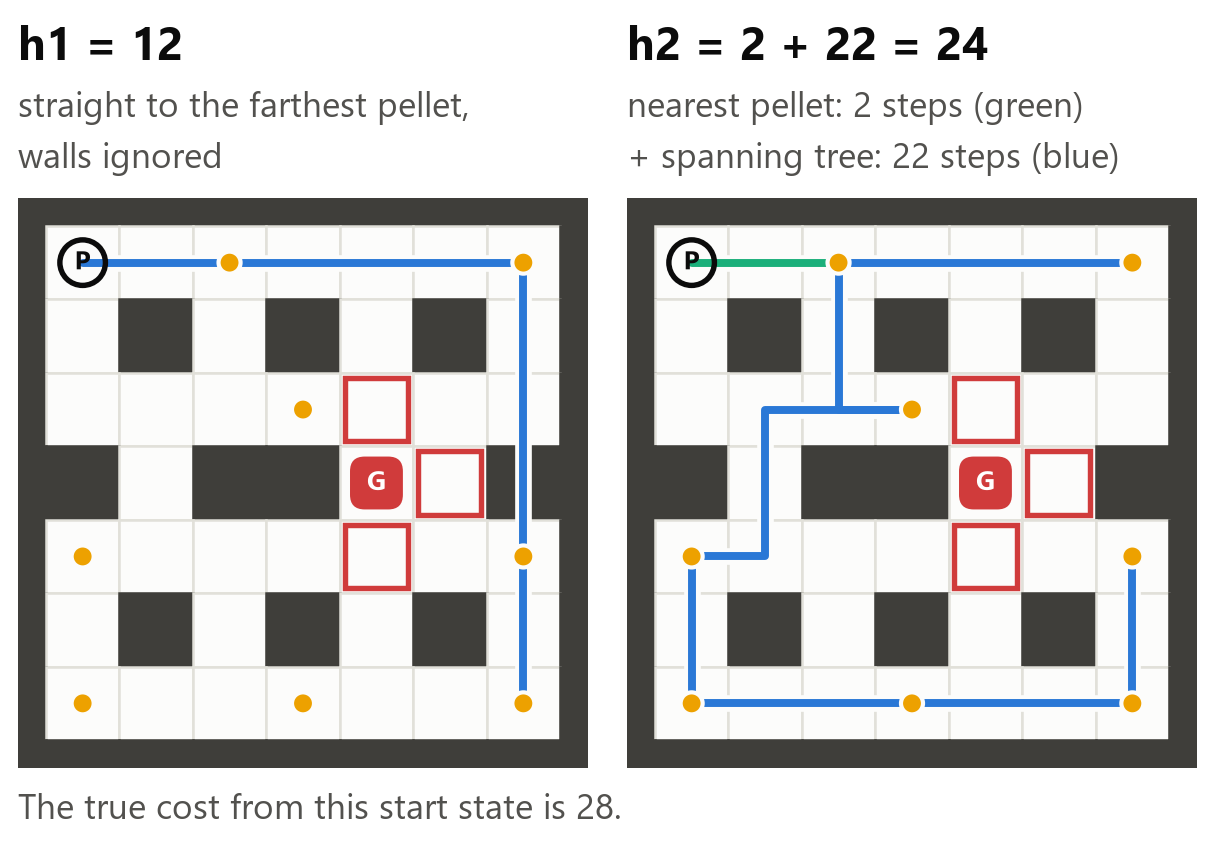 h1 = 12
straight to the farthest pellet,
walls ignored
P
G
h2 = 2 + 22 = 24
nearest pellet: 2 steps (green)
+ spanning tree: 22 steps (blue)
P
G
The true cost from this start state is 28.